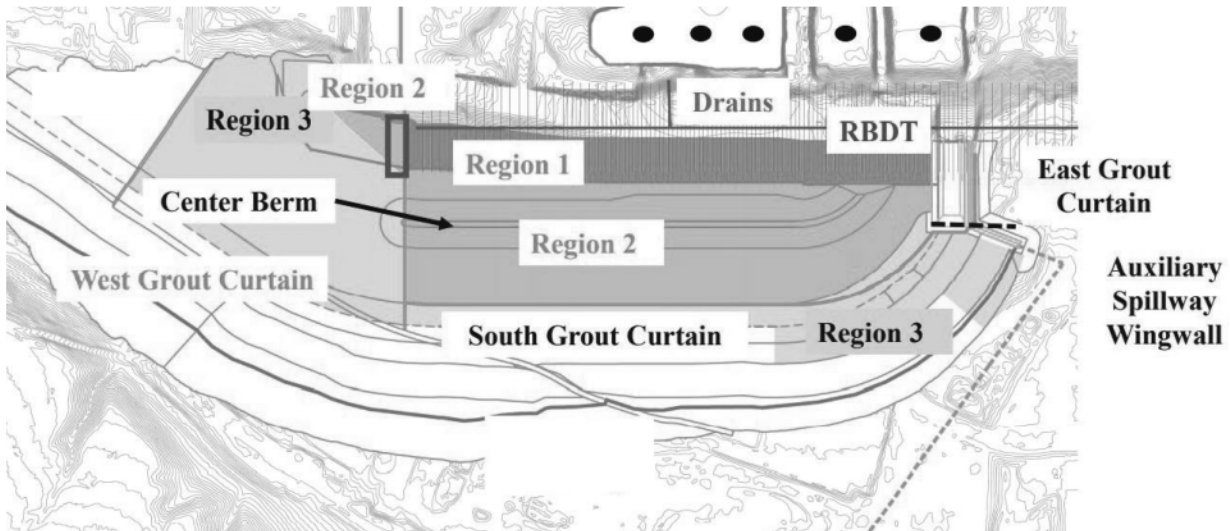 Region 2
Drains
Region 3
RBDT
Region 1
East Grout
Curtain
Center Berm
Region 2
West Grout Curtain
Auxiliary
Spillway
Wingwall
South Grout Curtain
Region 3